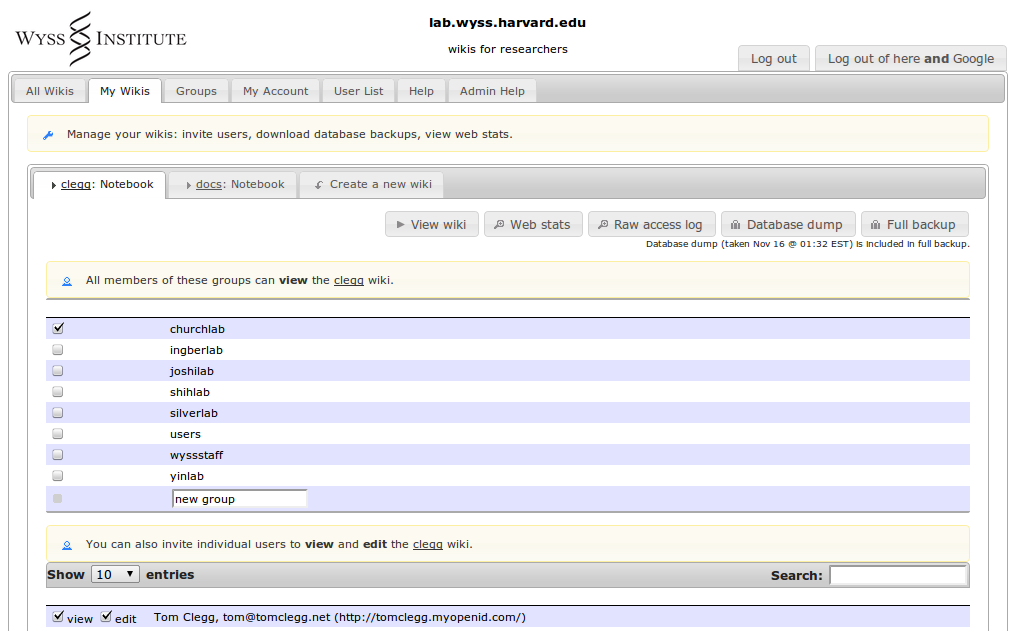 WYSS INSTITUTE
lab.wyss.harvard.edu
wikis for researchers
Log out Log out of here and Google
All Wikis My Wikis Groups My Account User List Help Admin Help
Manage your wikis: invite users, download database backups, view web stats.
clegg: Notebook docs: Notebook Create a new wiki
View wiki Web stats Raw access log Database dump Full backup
Database dump (taken Nov 16 @ 01:32 EST) is included in full backup.
All members of these groups can view the clegg wiki.
churchlab
ingberlab
joshilab
shihlab
silverlab
users
wyssstaff
yinlab
new group
You can also invite individual users to view and edit the clegg wiki.
Show 10 entries Search:
view edit Tom Clegg, tom@tomclegg.net (http://tomclegg.myopenid.com/)